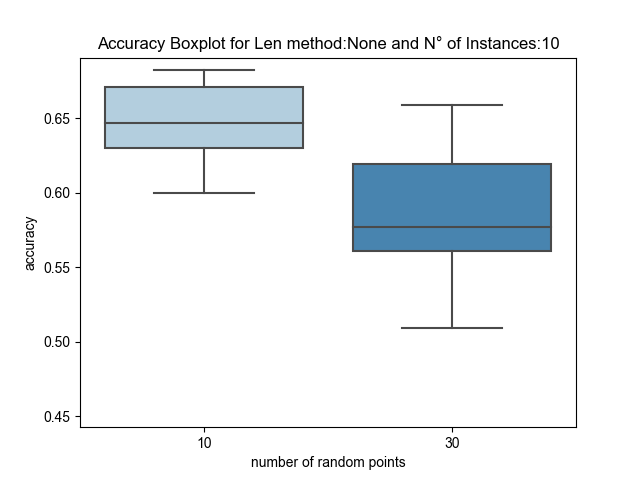 Accuracy Boxplot for Len method:None and N° of Instances:10
0.65
0.60
0.55
0.50
0.45
accuracy
10
30
number of random points